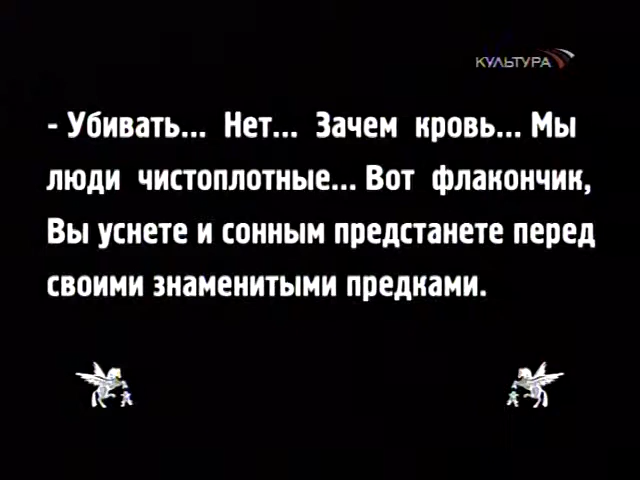 КУЛЬТУРА
- Убивать... Нет... Зачем кровь... Мы
люди чистоплотные... Вот флакончик,
Вы уснете и сонным предстанете перед
своими знаменитыми предками.